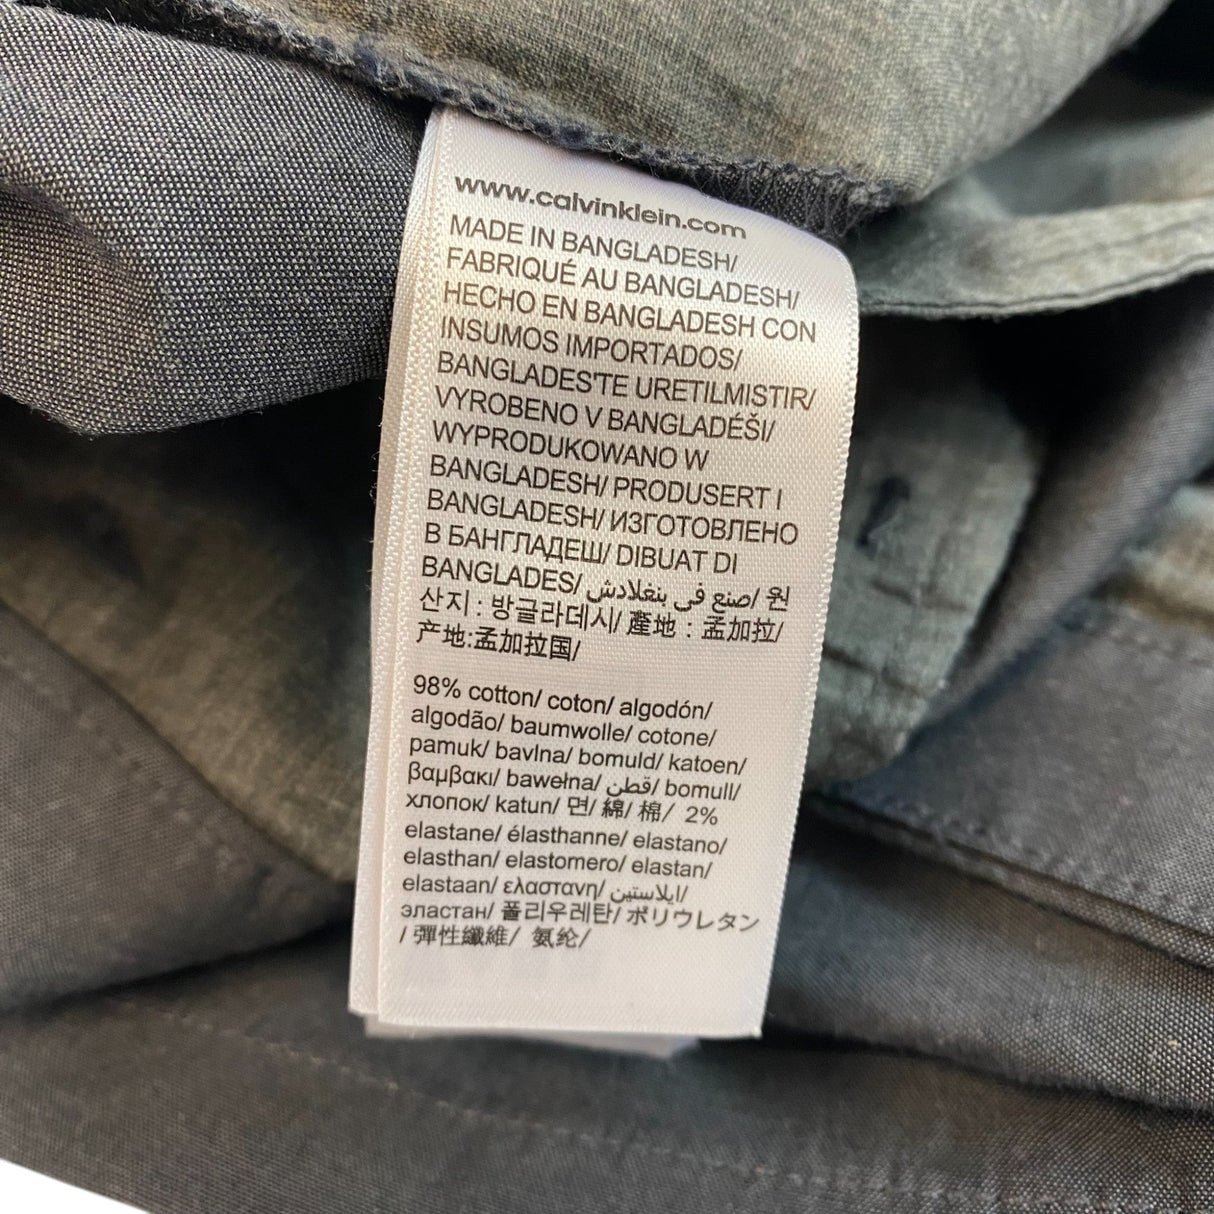 www.calvinklein.com
MADE IN BANGLADESH/
FABRIQUÉ AU BANGLADESH/
HECHO EN BANGLADESH CON
INSUMOS IMPORTADOS/
BANGLADES'TE URETILMISTIR/
VYROBENO V BANGLADÉŠI/
WYPRODUKOWANO W
BANGLADESH/ PRODUSERT I
BANGLADESH/ ИЗГОТОВЛЕНО
В БАНГЛАДЕШ/ DIBUAT DI
BANGLADES/ صنع في بنغلادش/ 원
산지 : 방글라데시/ 產地 : 孟加拉/
产地:孟加拉国/
98% cotton/ coton/ algodón/
algodão/ baumwolle/ cotone/
pamuk/ bavlna/ bomuld/ katoen/
βαμβακι/ bawełna/ قطن/ bomull/
хлопок/ katun/ 면/ 綿/ 棉/ 2%
elastane/ élasthanne/ elastano/
elasthan/ elastomero/ elastan/
elastaan/ ελαστανη/ ايلاستين/
эластан/ 폴리우레탄/ ポリウレタン
/ 彈性纖維/ 氨纶/